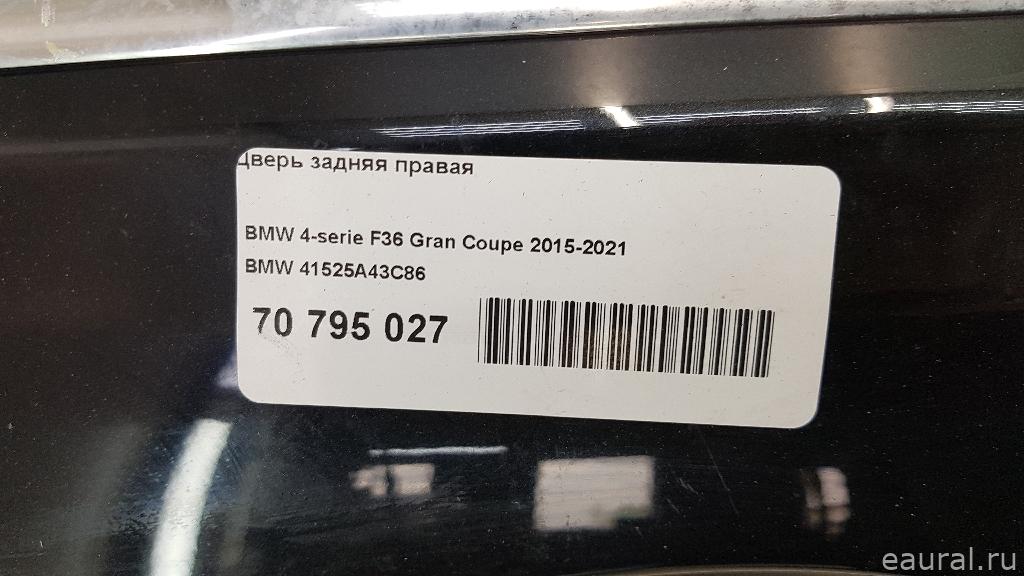 Дверь задняя правая
BMW 4-serie F36 Gran Coupe 2015-2021
BMW 41525A43C86
70 795 027
eaural.ru